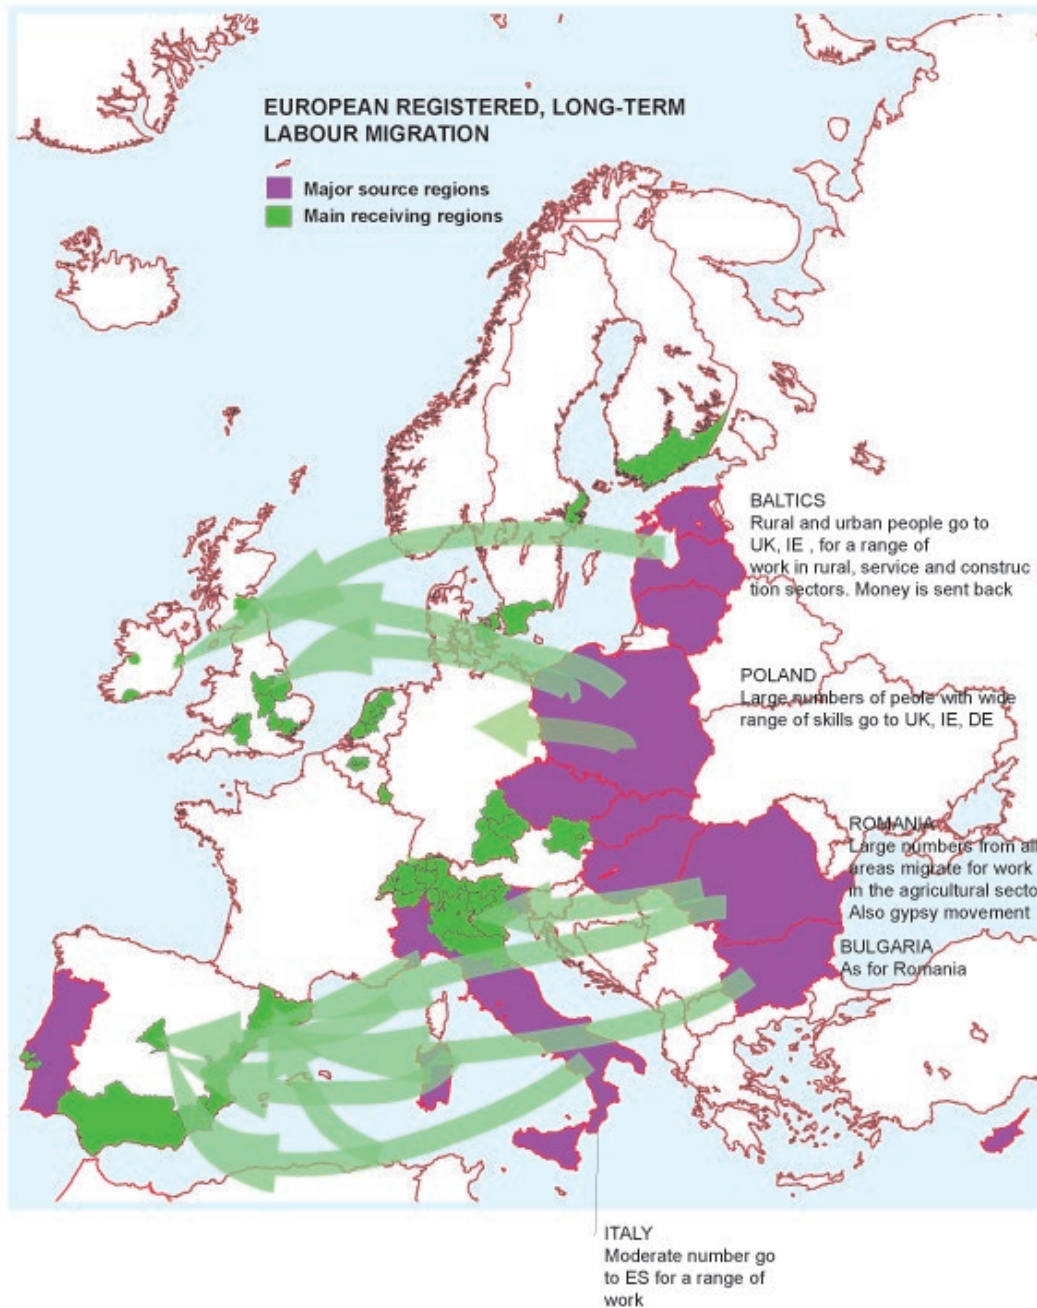 EUROPEAN REGISTERED, LONG-TERM
LABOUR MIGRATION
Major source regions
Main receiving regions
BALTICS
Rural and urban people go to
UK, IE , for a range of
work in rural, service and construc
tion sectors. Money is sent back
POLAND
Large numbers of peole with wide
range of skills go to UK, IE, DE
ROMANIA
Large numbers from all
areas migrate for work
in the agricultural secto
Also gypsy movement
BULGARIA
As for Romania
ITALY
Moderate number go
to ES for a range of
work